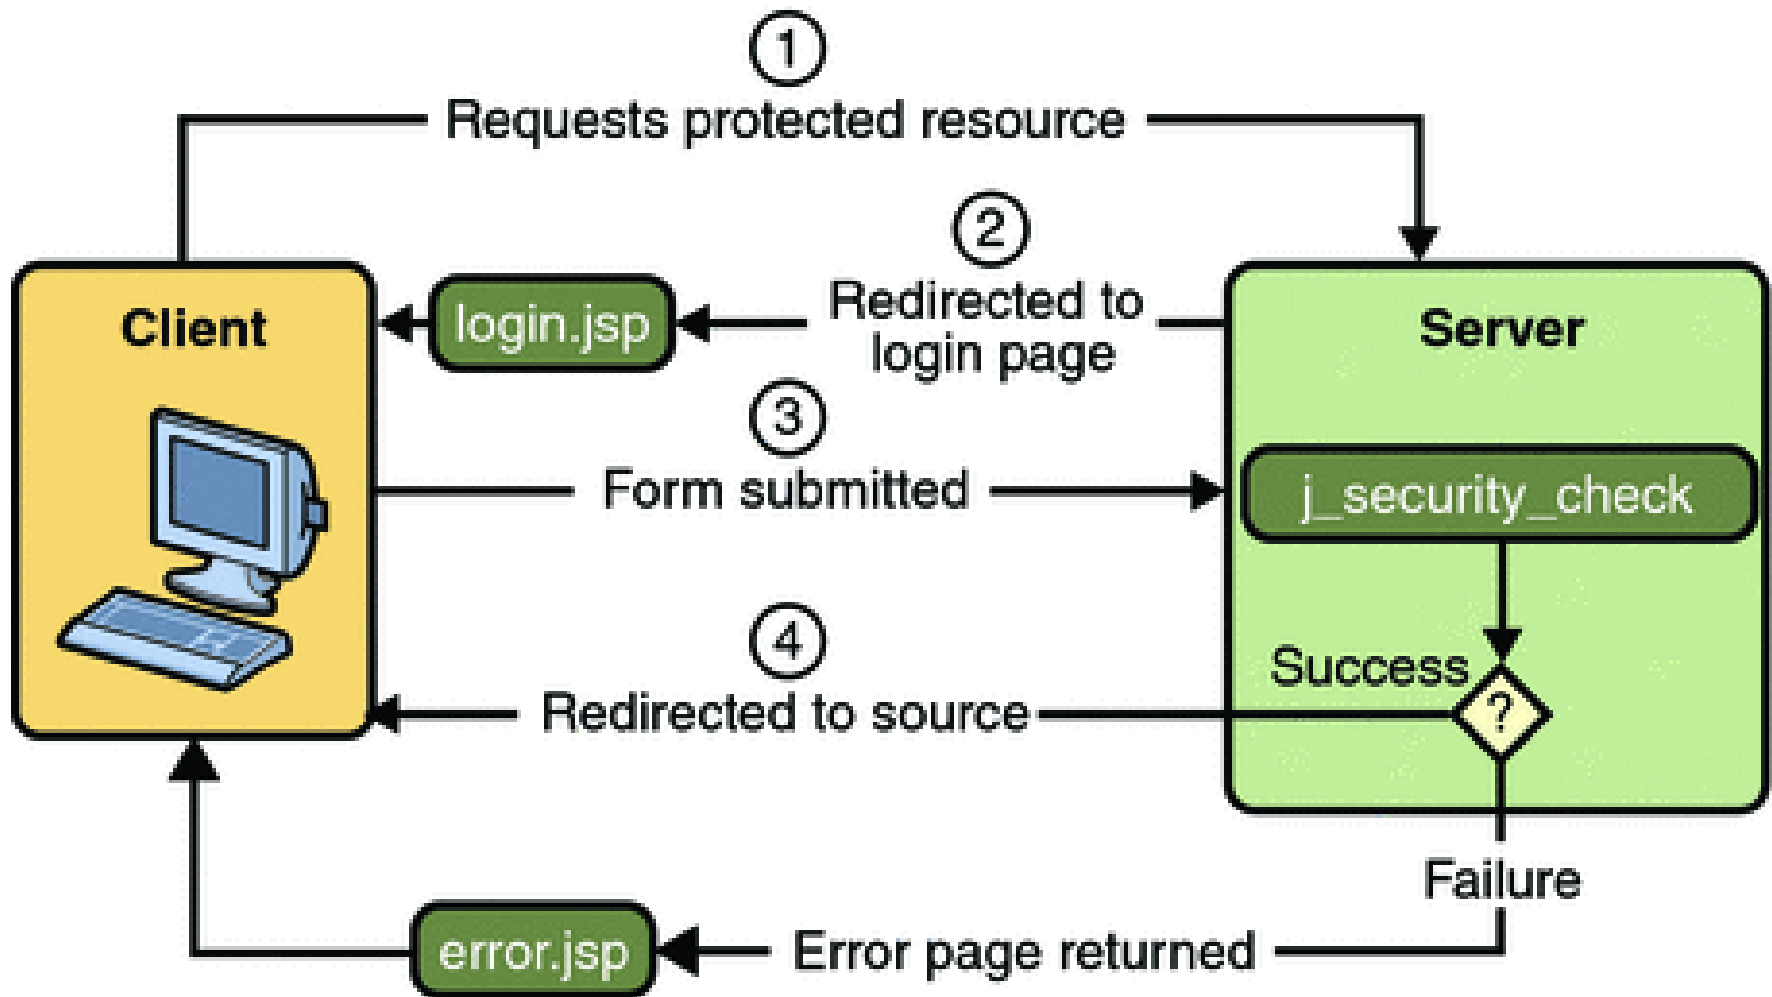 1
Requests protected resource
2
Redirected to
login page
login.jsp
Client
Server
3
Form submitted
j_security_check
4
Redirected to source
Success
?
Failure
Error page returned
error.jsp